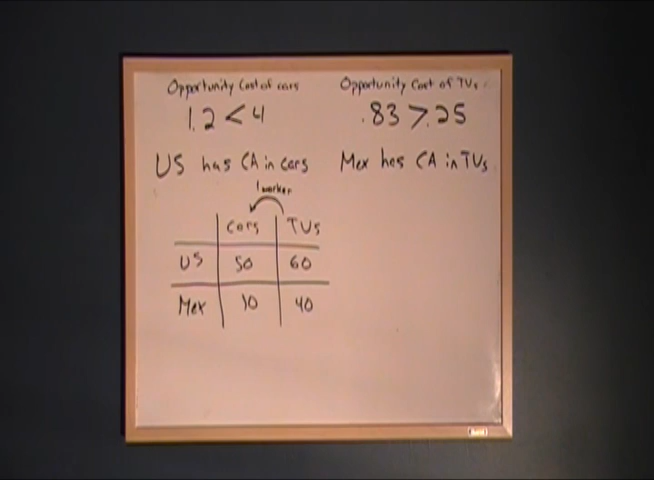 Opportunity Cost of cars
1.2 < 4
Opportunity Cost of TVs
.83 > .25
US has CA in cars
Mex has CA in TVs
1 worker
Cars TVs
US 50 60
Mex 10 40